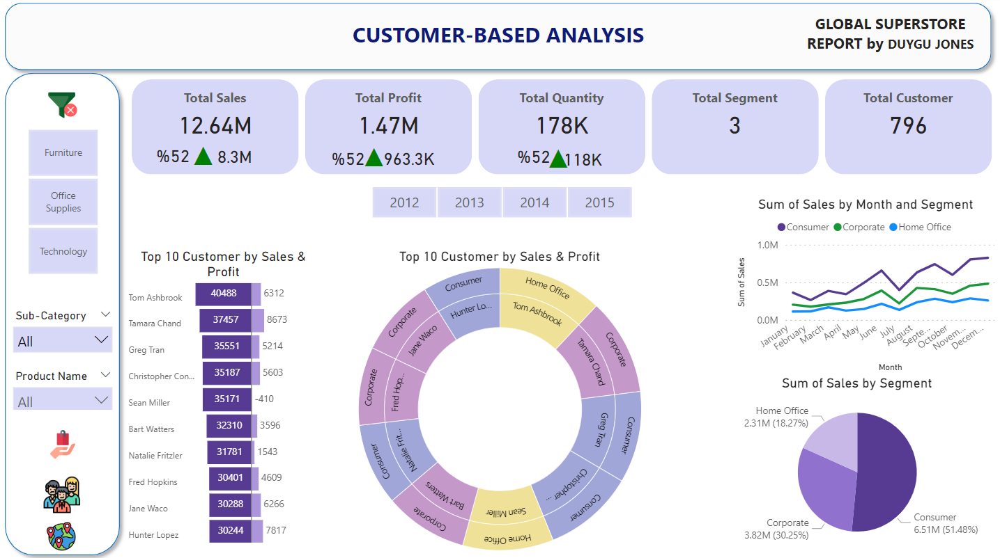 CUSTOMER-BASED ANALYSIS
GLOBAL SUPERSTORE
REPORT by DUYGU JONES
Furniture
Office
Supplies
Technology
Sub-Category
All
Product Name
All
Total Sales
12.64M
%52 8.3M
Total Profit
1.47M
%52 963.3K
Total Quantity
178K
%52 118K
Total Segment
3
Total Customer
796
2012 2013 2014 2015
Top 10 Customer by Sales &
Profit
Tom Ashbrook 40488 6312
Tamara Chand 37457 8673
Greg Tran 35551 5214
Christopher Con... 35187 5603
Sean Miller 35171 -410
Bart Watters 32310 3596
Natalie Fritzler 31781 1543
Fred Hopkins 30401 4609
Jane Waco 30288 6266
Hunter Lopez 30244 7817
Top 10 Customer by Sales & Profit
Home Office
Tom Ashbrook
Corporate
Tamara Chand
Consumer
Greg Tran
Consumer
Christopher ...
Home Office
Sean Miller
Corporate
Bart Watters
Consumer
Natalie Frit...
Corporate
Fred Hop...
Corporate
Jane Waco
Consumer
Hunter Lo...
Sum of Sales by Month and Segment
Consumer Corporate Home Office
Sum of Sales
1.0M
0.5M
0.0M
January
February
March
April
May
June
July
August
Septe...
October
Novem...
Decem...
Month
Sum of Sales by Segment
Home Office
2.31M (18.27%)
Corporate
3.82M (30.25%)
Consumer
6.51M (51.48%)